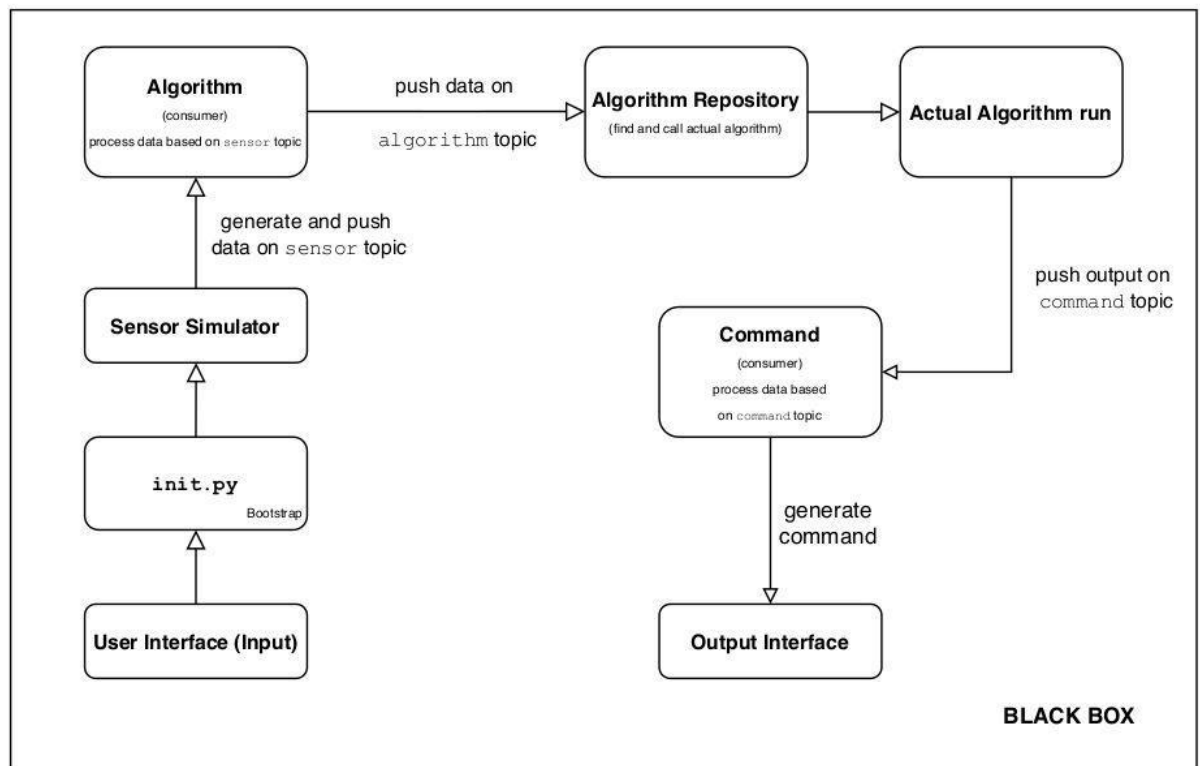 Algorithm
(consumer)
process data based on sensor topic
push data on
algorithm topic
Algorithm Repository
(find and call actual algorithm)
Actual Algorithm run
generate and push
data on sensor topic
push output on
command topic
Sensor Simulator
Command
(consumer)
process data based
on command topic
init.py
Bootstrap
generate
command
User Interface (Input)
Output Interface
BLACK BOX